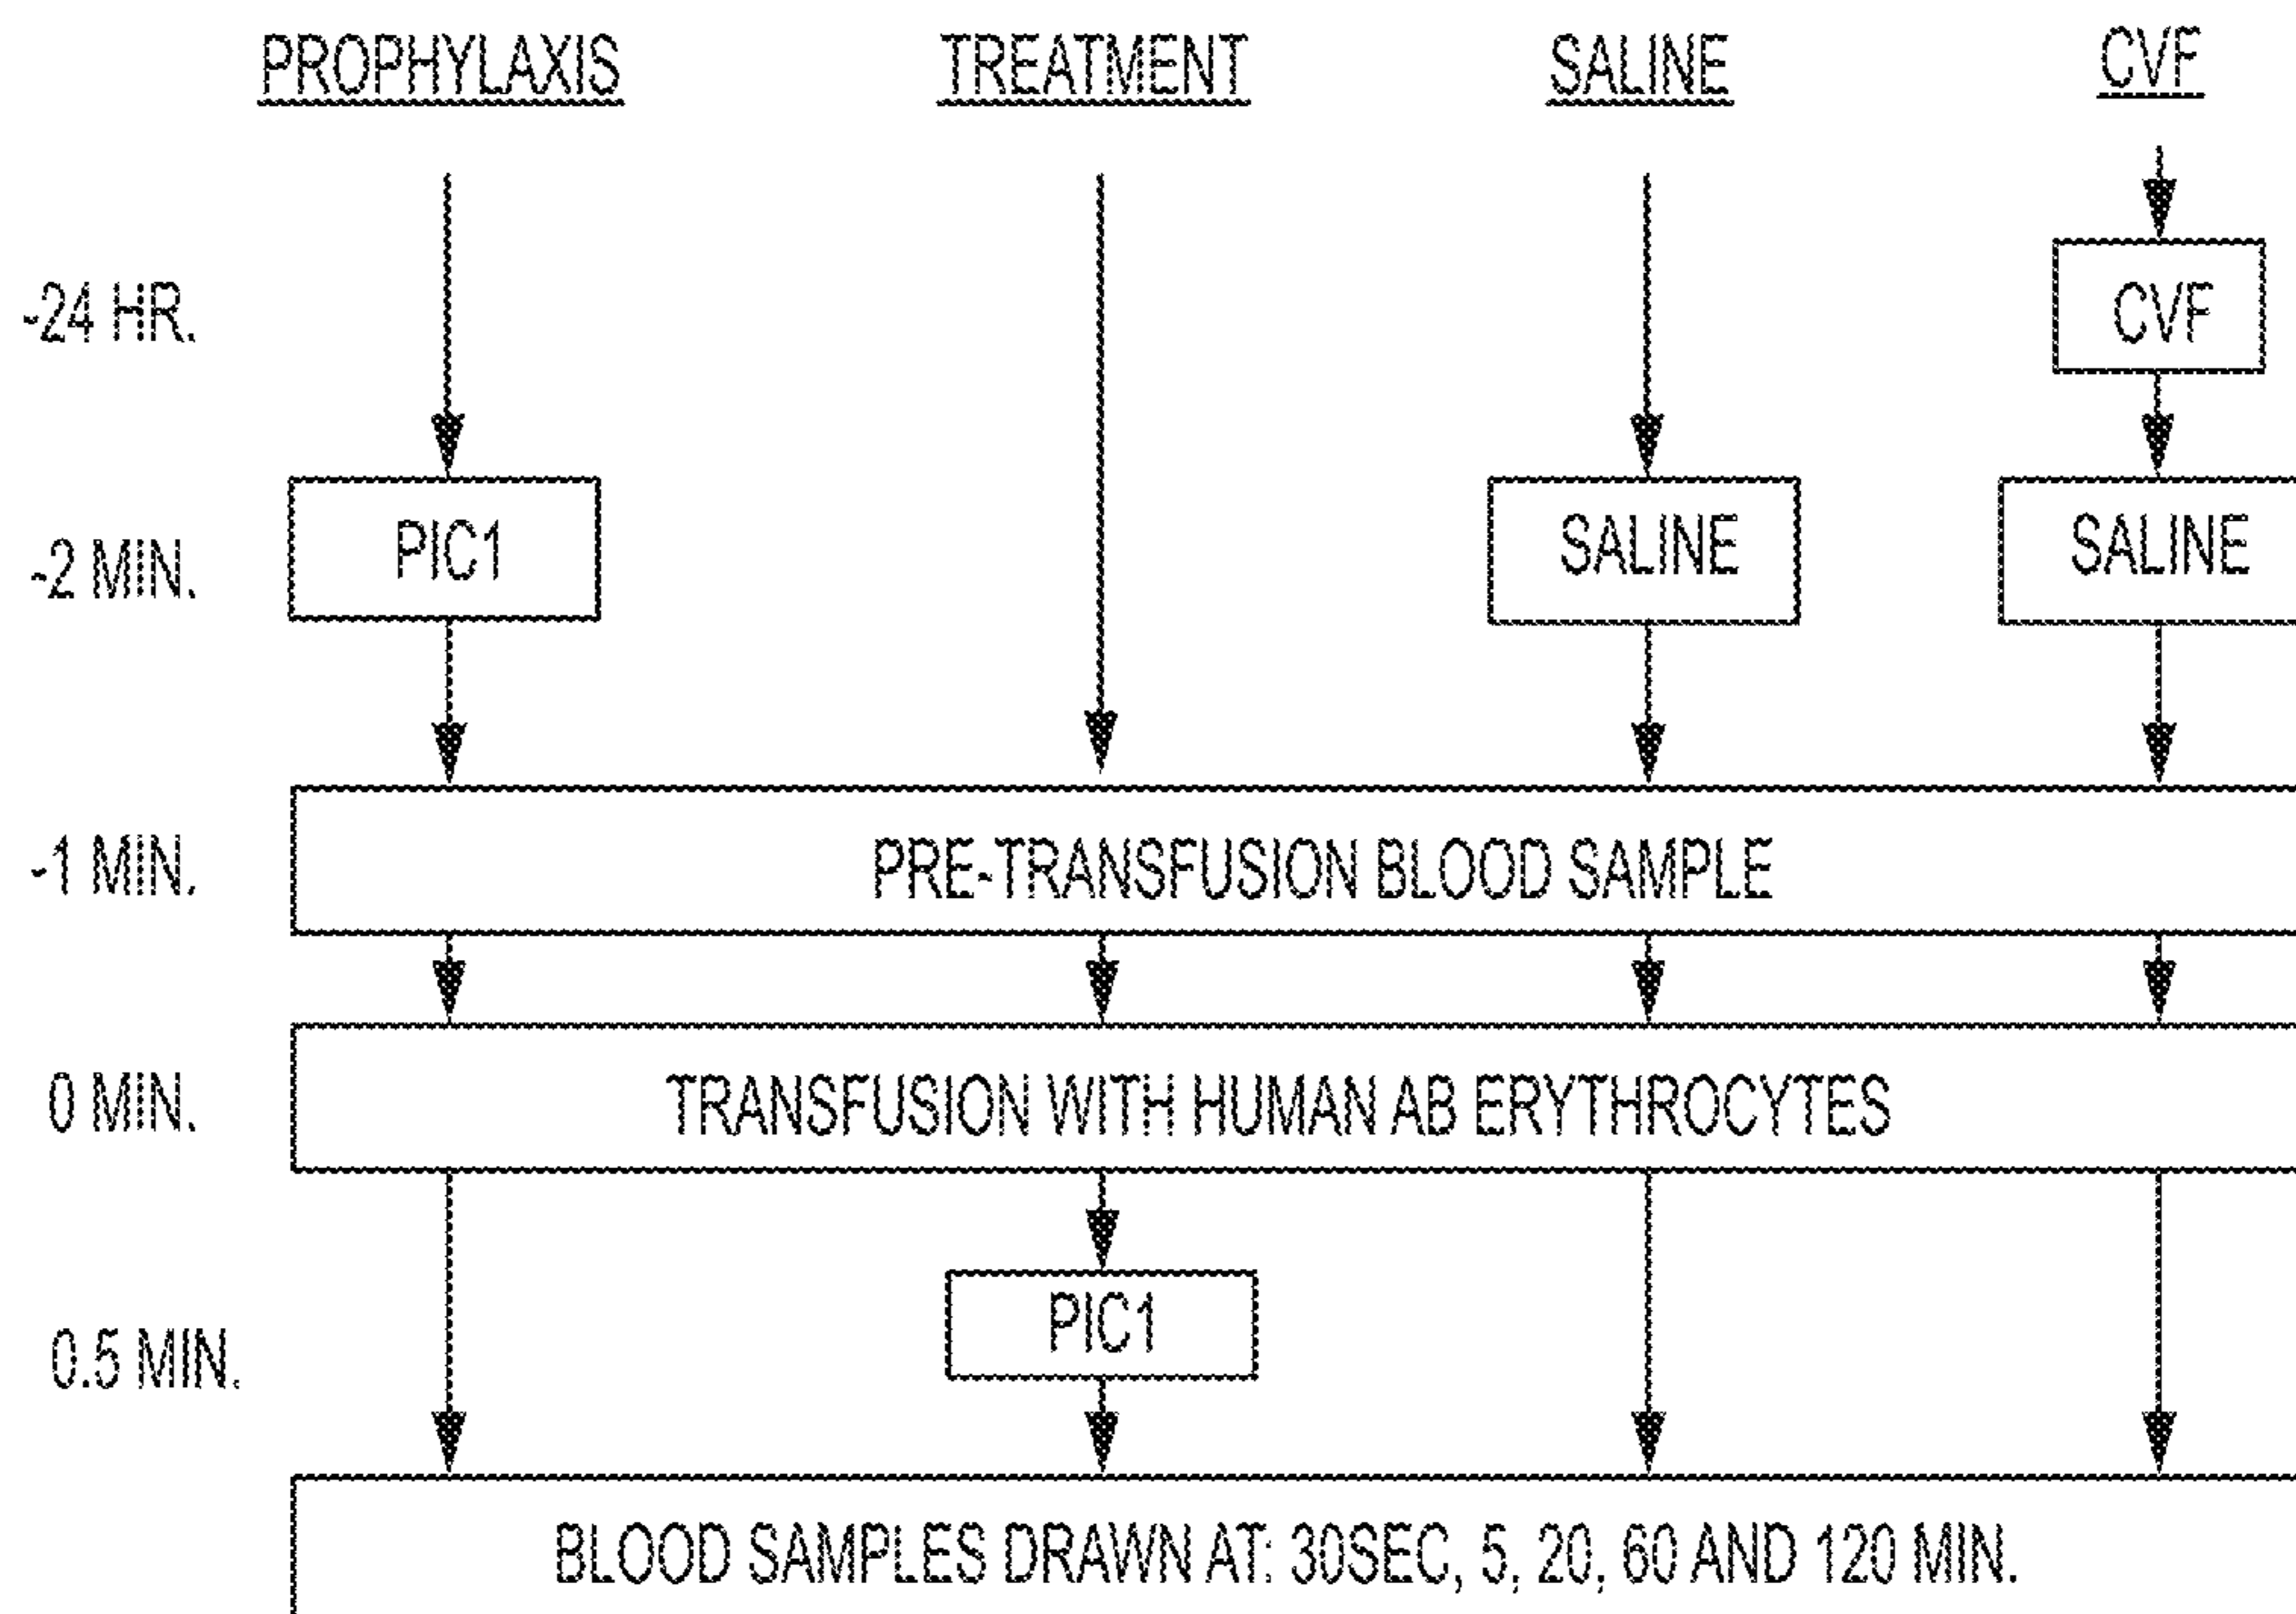 PROPHYLAXIS TREATMENT SALINE CVF
-24 HR. CVF
-2 MIN. PIC1 SALINE SALINE
-1 MIN. PRE-TRANSFUSION BLOOD SAMPLE
0 MIN. TRANSFUSION WITH HUMAN AB ERYTHROCYTES
0.5 MIN. PIC1
BLOOD SAMPLES DRAWN AT: 30SEC, 5, 20, 60 AND 120 MIN.